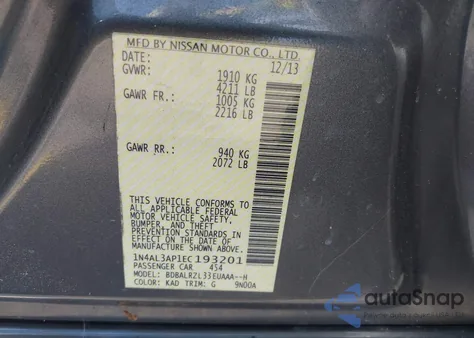 MFD BY NISSAN MOTOR CO., LTD.
12/13
GVWR: 1910 KG
4211 LB
GAWR FR.: 1005 KG
2216 LB
GAWR RR.: 940 KG
2072 LB
THIS VEHICLE CONFORMS TO
ALL APPLICABLE FEDERAL
MOTOR VEHICLE SAFETY,
BUMPER, AND THEFT
PREVENTION STANDARDS
IN EFFECT ON THE DATE OF
MANUFACTURE SHOWN ABOVE.
1N4AL3AP1EC193201
PASSENGER CAR 454
MODEL: BDBALRZL33EUAAA--H
COLOR: KAD TRIM: G 9N00A
autoSnap